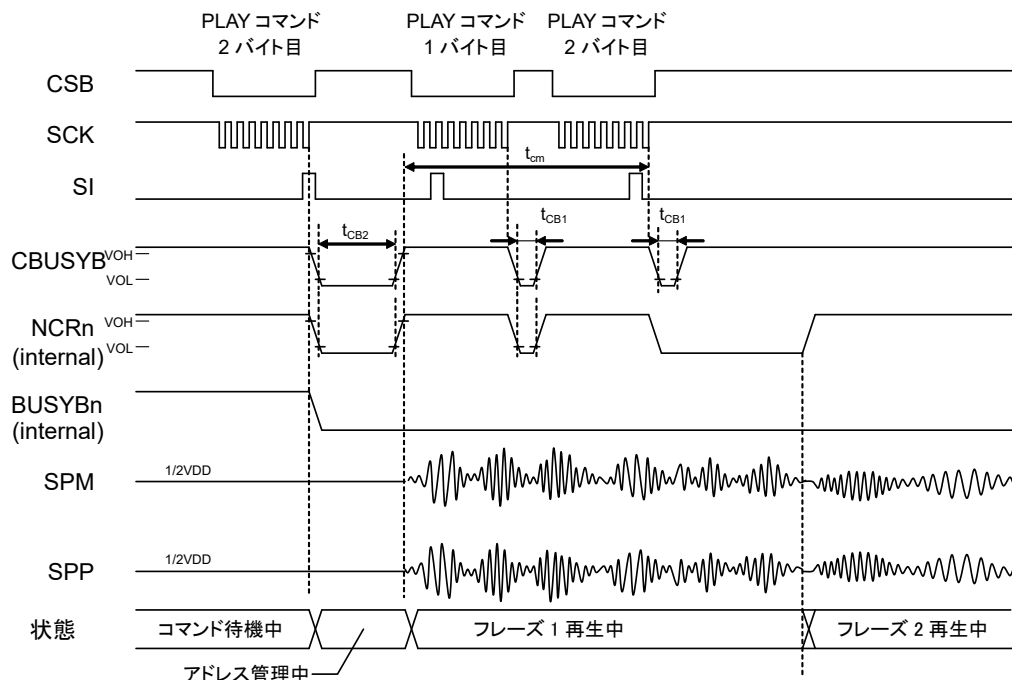 PLAY コマンド
2 バイト目
PLAY コマンド
1 バイト目
PLAY コマンド
2 バイト目
CSB
SCK
tcm
SI
tCB2
tCB1
tCB1
CBUSYB
VOH
VOL
NCRn
(internal)
VOH
VOL
BUSYBn
(internal)
1/2VDD
SPM
1/2VDD
SPP
状態
コマンド待機中
フレーズ 1 再生中
フレーズ 2 再生中
アドレス管理中